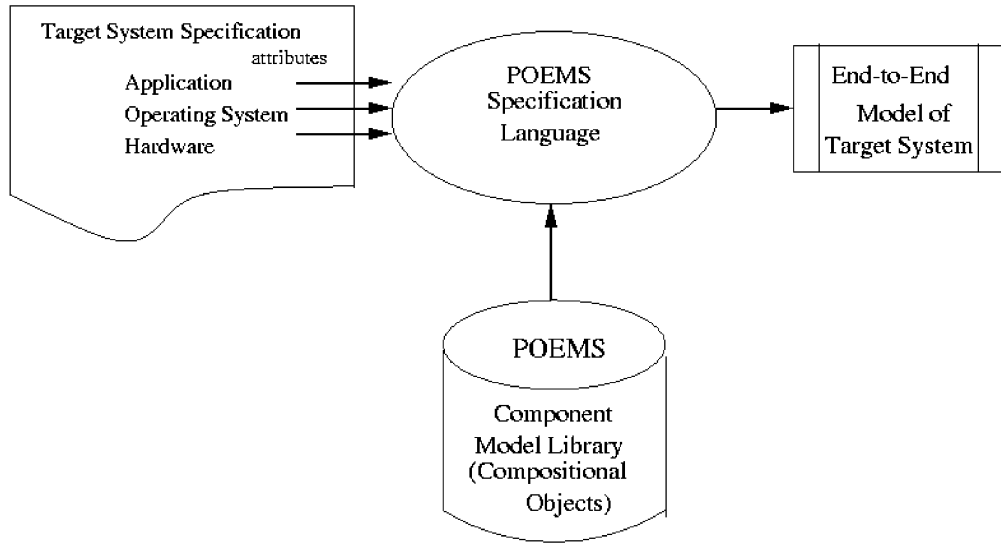 Target System Specification
attributes
Application
Operating System
Hardware
POEMS
Specification
Language
End-to-End
Model of
Target System
POEMS
Component
Model Library
(Compositional
Objects)